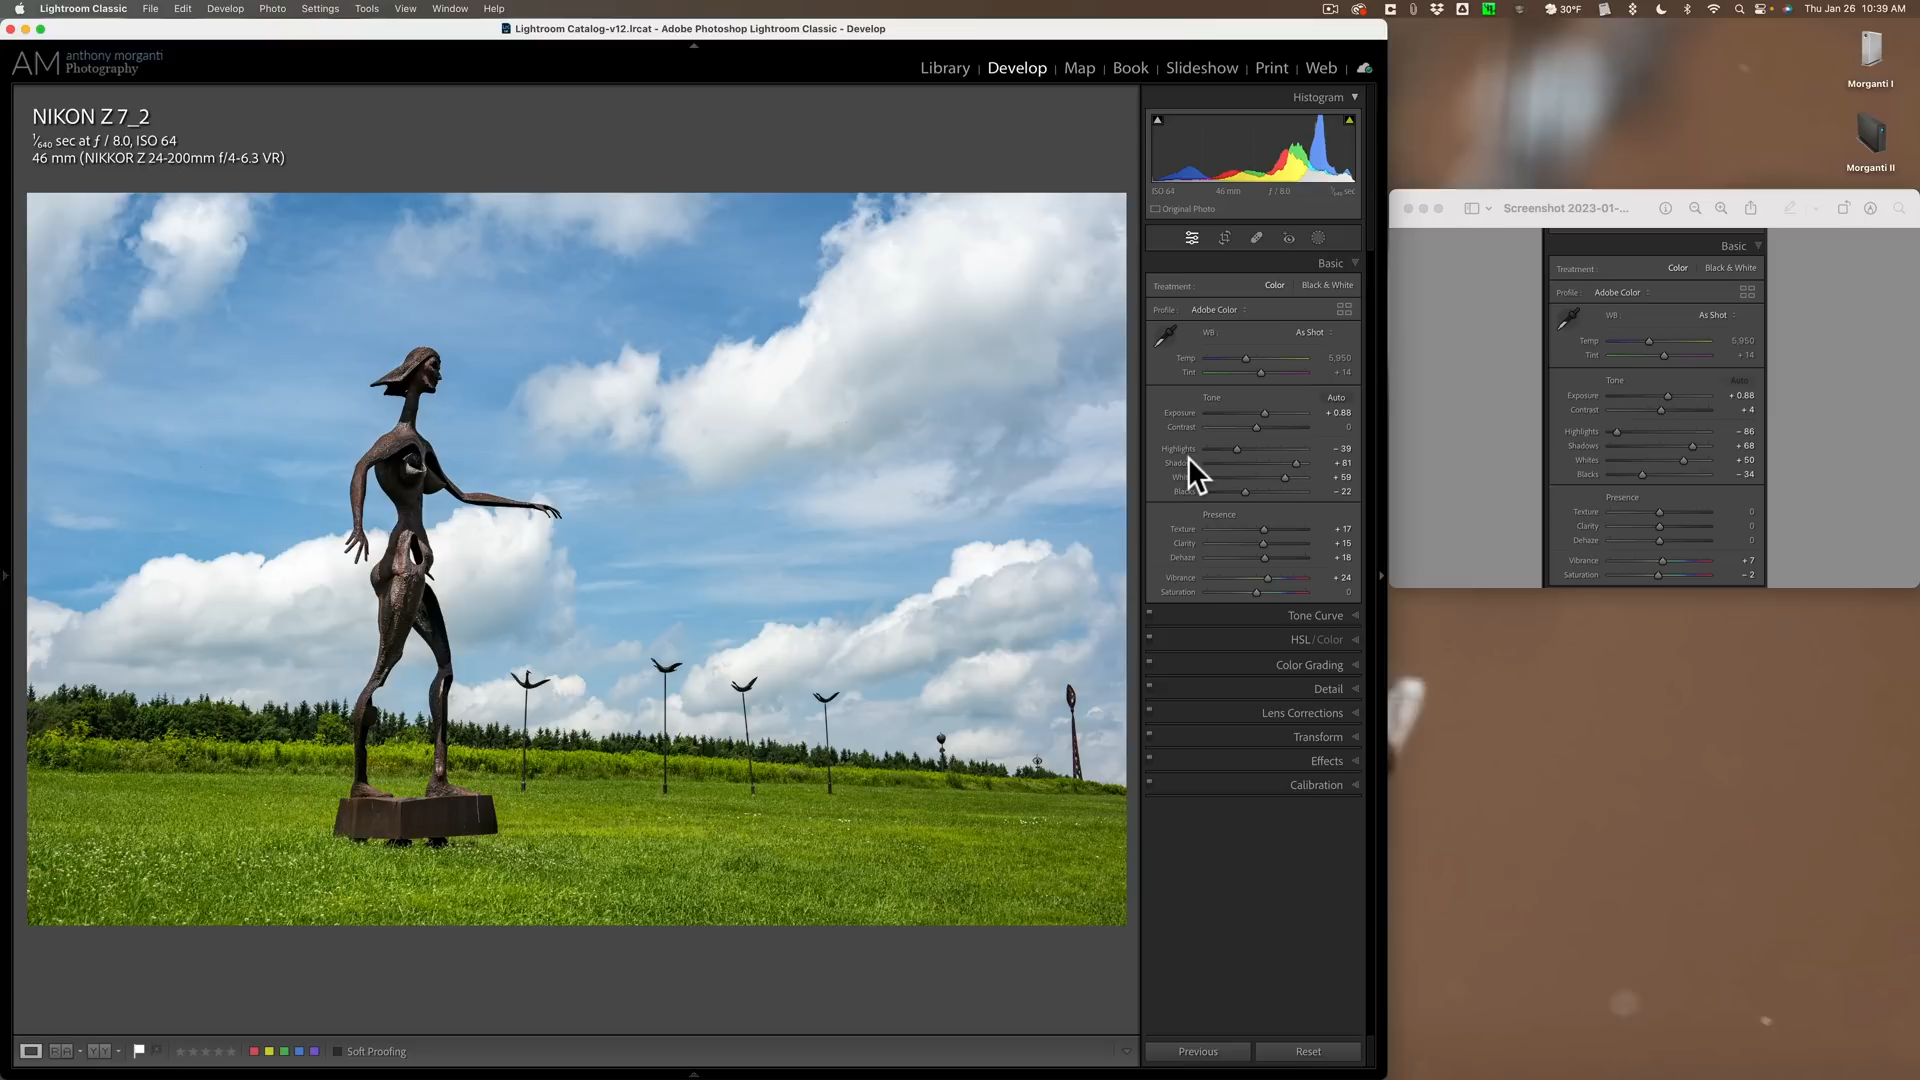 Lightroom Classic File Edit Develop Photo Settings Tools View Window Help
30°F Thu Jan 26 10:39 AM
Lightroom Catalog-v12.lrcat - Adobe Photoshop Lightroom Classic - Develop
AM anthony morganti
Photography
Library | Develop | Map | Book | Slideshow | Print | Web |
NIKON Z 7_2
1/640 sec at ƒ / 8.0, ISO 64
46 mm (NIKKOR Z 24-200mm f/4-6.3 VR)
Histogram
ISO 64 46 mm ƒ / 8.0 1/640 sec
Original Photo
Basic
Treatment : Color Black & White
Profile : Adobe Color
WB : As Shot
Temp 5,950
Tint + 14
Tone Auto
Exposure + 0.88
Contrast 0
Highlights - 39
+ 81
+ 59
Blacks - 22
Presence
Texture + 17
Clarity + 15
Dehaze + 18
Vibrance + 24
Saturation 0
Tone Curve
HSL / Color
Color Grading
Detail
Lens Corrections
Transform
Effects
Calibration
Previous Reset
Soft Proofing
Morganti I
Morganti II
Screenshot 2023-01-...
Basic
Treatment : Color Black & White
Profile : Adobe Color
WB : As Shot
Temp 5,950
Tint + 14
Tone Auto
Exposure + 0.88
Contrast + 4
Highlights - 86
Shadows + 68
Whites + 50
Blacks - 34
Presence
Texture 0
Clarity 0
Dehaze 0
Vibrance + 7
Saturation - 2